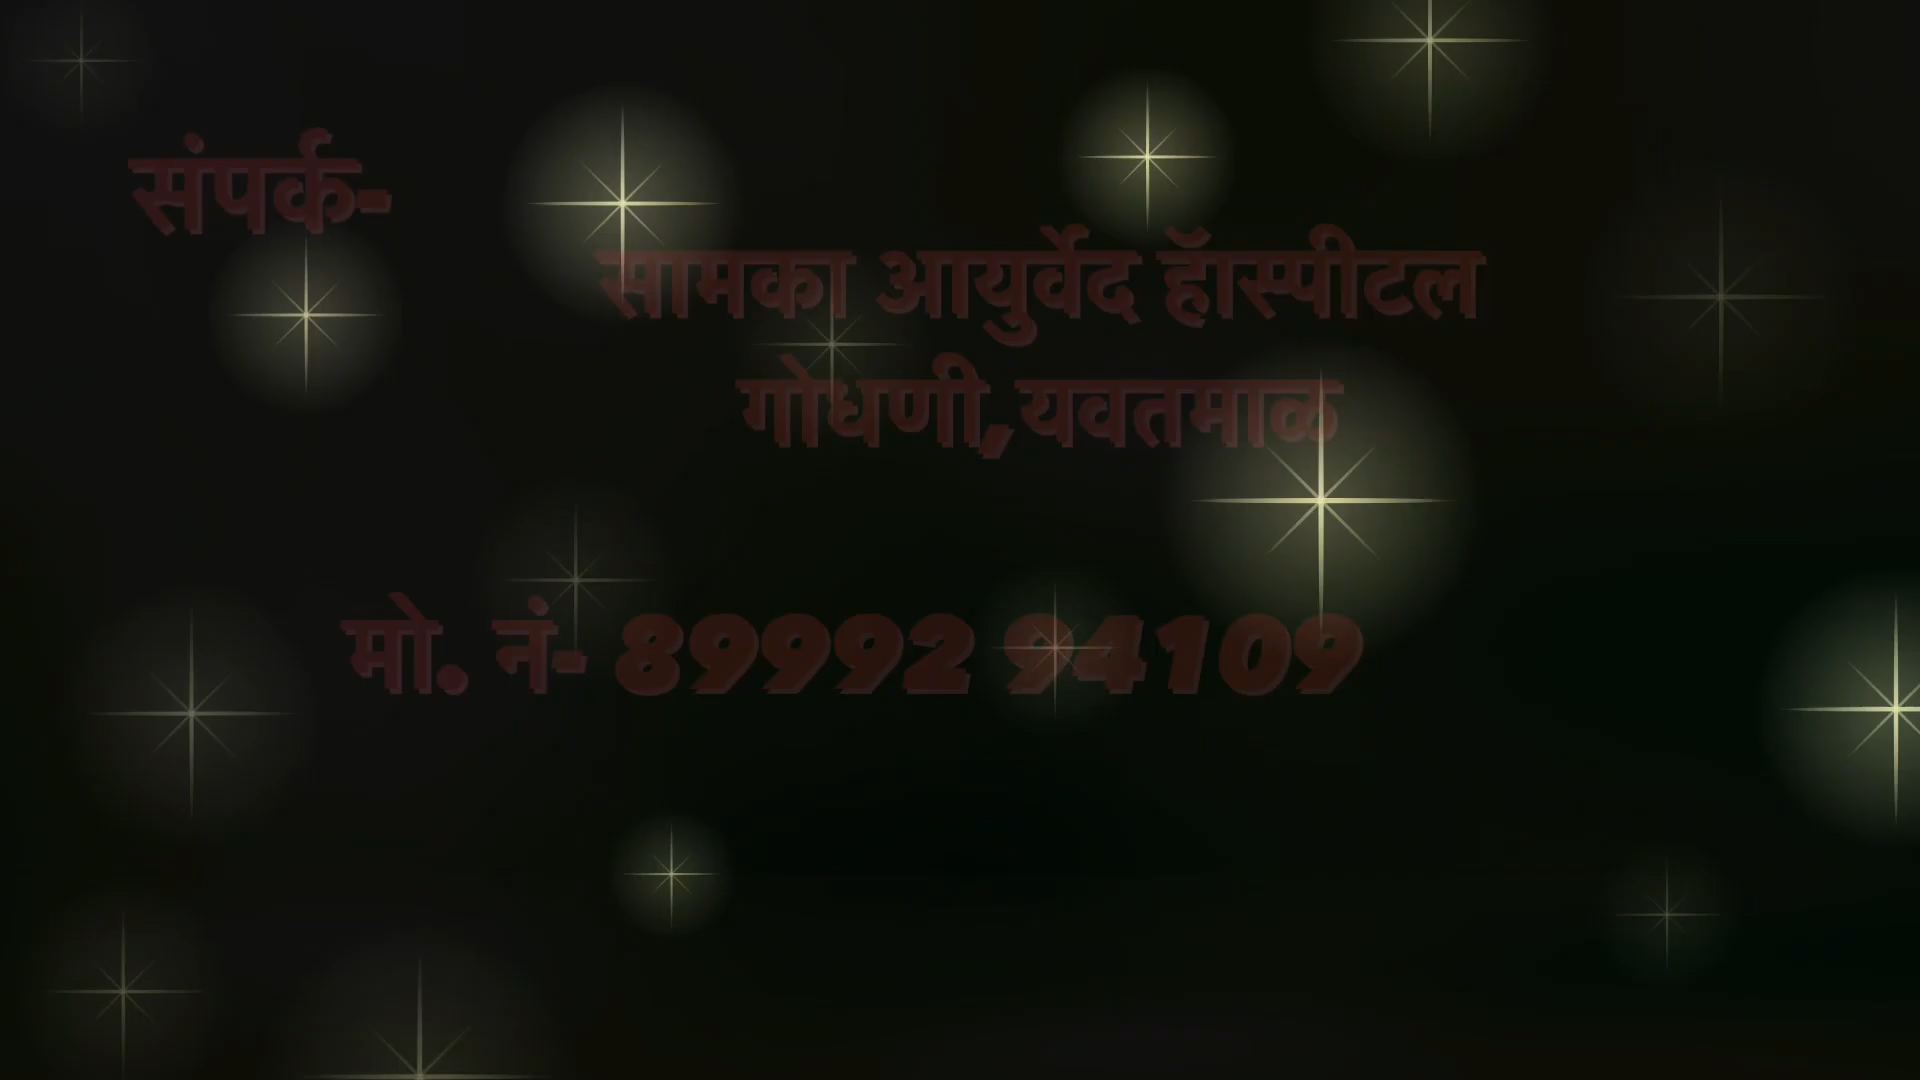 संपर्क-
सामका आयुर्वेद हॅास्पीटल
गोधणी,यवतमाळ
मो. नं- 89992 94109